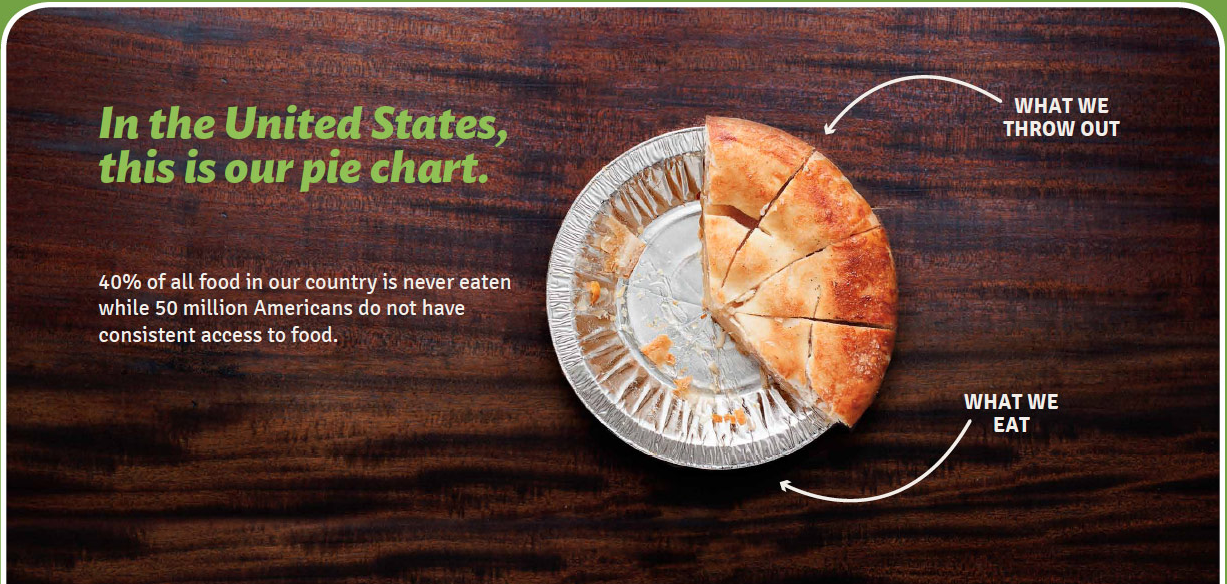 In the United States,
this is our pie chart.
40% of all food in our country is never eaten
while 50 million Americans do not have
consistent access to food.
WHAT WE
THROW OUT
WHAT WE
EAT